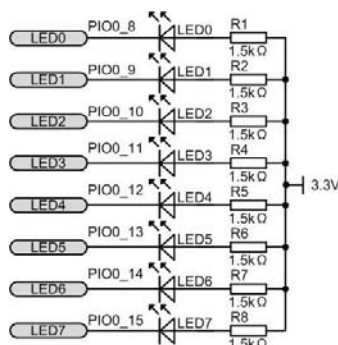 PIO0_8 LED0 R1
LED0 1.5kΩ
PIO0_9 LED1 R2
LED1 1.5kΩ
PIO0_10 LED2 R3
LED2 1.5kΩ
PIO0_11 LED3 R4
LED3 1.5kΩ
3.3V
PIO0_12 LED4 R5
LED4 1.5kΩ
PIO0_13 LED5 R6
LED5 1.5kΩ
PIO0_14 LED6 R7
LED6 1.5kΩ
PIO0_15 LED7 R8
LED7 1.5kΩ